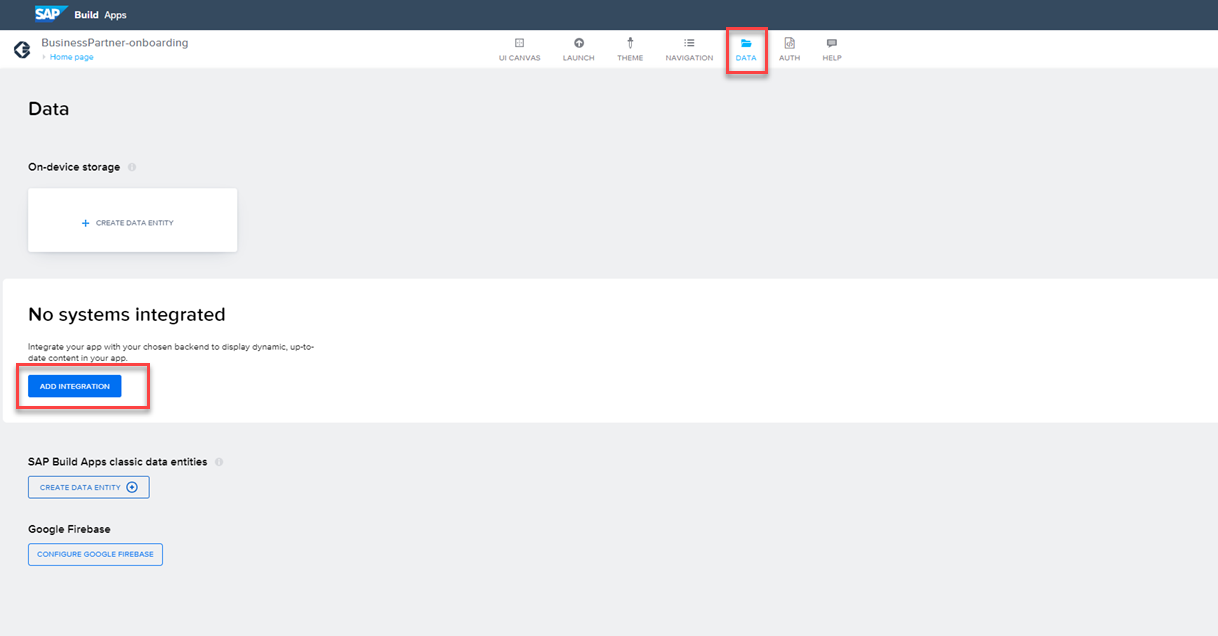 SAP Build Apps
BusinessPartner-onboarding
Home page
UI CANVAS LAUNCH THEME NAVIGATION DATA AUTH HELP
Data
On-device storage
CREATE DATA ENTITY
No systems integrated
Integrate your app with your chosen backend to display dynamic, up-to-
date content in your app.
ADD INTEGRATION
SAP Build Apps classic data entities
CREATE DATA ENTITY
Google Firebase
CONFIGURE GOOGLE FIREBASE